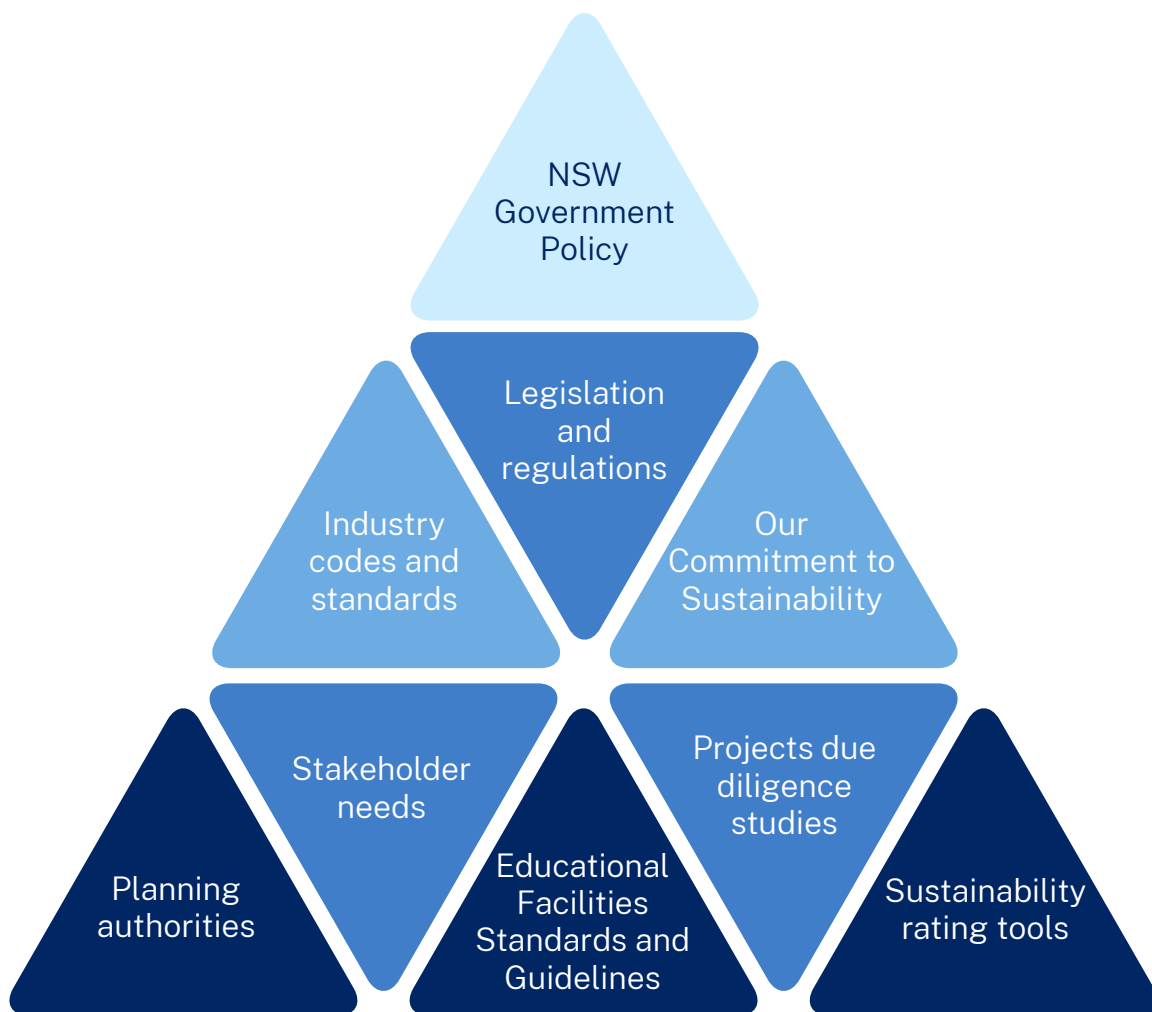 NSW
Government
Policy
Legislation
and
regulations
Industry
codes and
standards
Our
Commitment to
Sustainability
Stakeholder
needs
Projects due
diligence
studies
Planning
authorities
Educational
Facilities
Standards and
Guidelines
Sustainability
rating tools